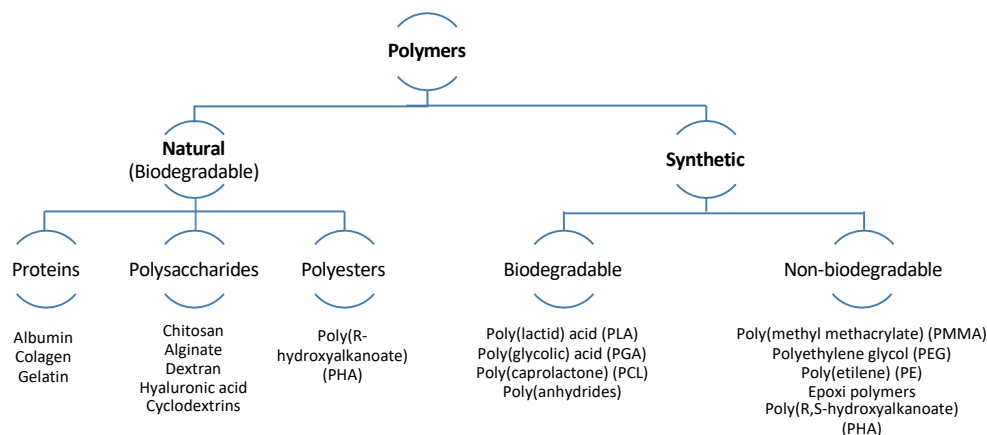 Polymers
Natural
(Biodegradable)
Synthetic
Proteins
Polysaccharides
Polyesters
Biodegradable
Non-biodegradable
Albumin
Colagen
Gelatin
Chitosan
Alginate
Dextran
Hyaluronic acid
Cyclodextrins
Poly(R-
hydroxyalkanoate)
(PHA)
Poly(lactid) acid (PLA)
Poly(glycolic) acid (PGA)
Poly(caprolactone) (PCL)
Poly(anhydrides)
Poly(methyl methacrylate) (PMMA)
Polyethylene glycol (PEG)
Poly(etilene) (PE)
Epoxi polymers
Poly(R,S-hydroxyalkanoate)
(PHA)